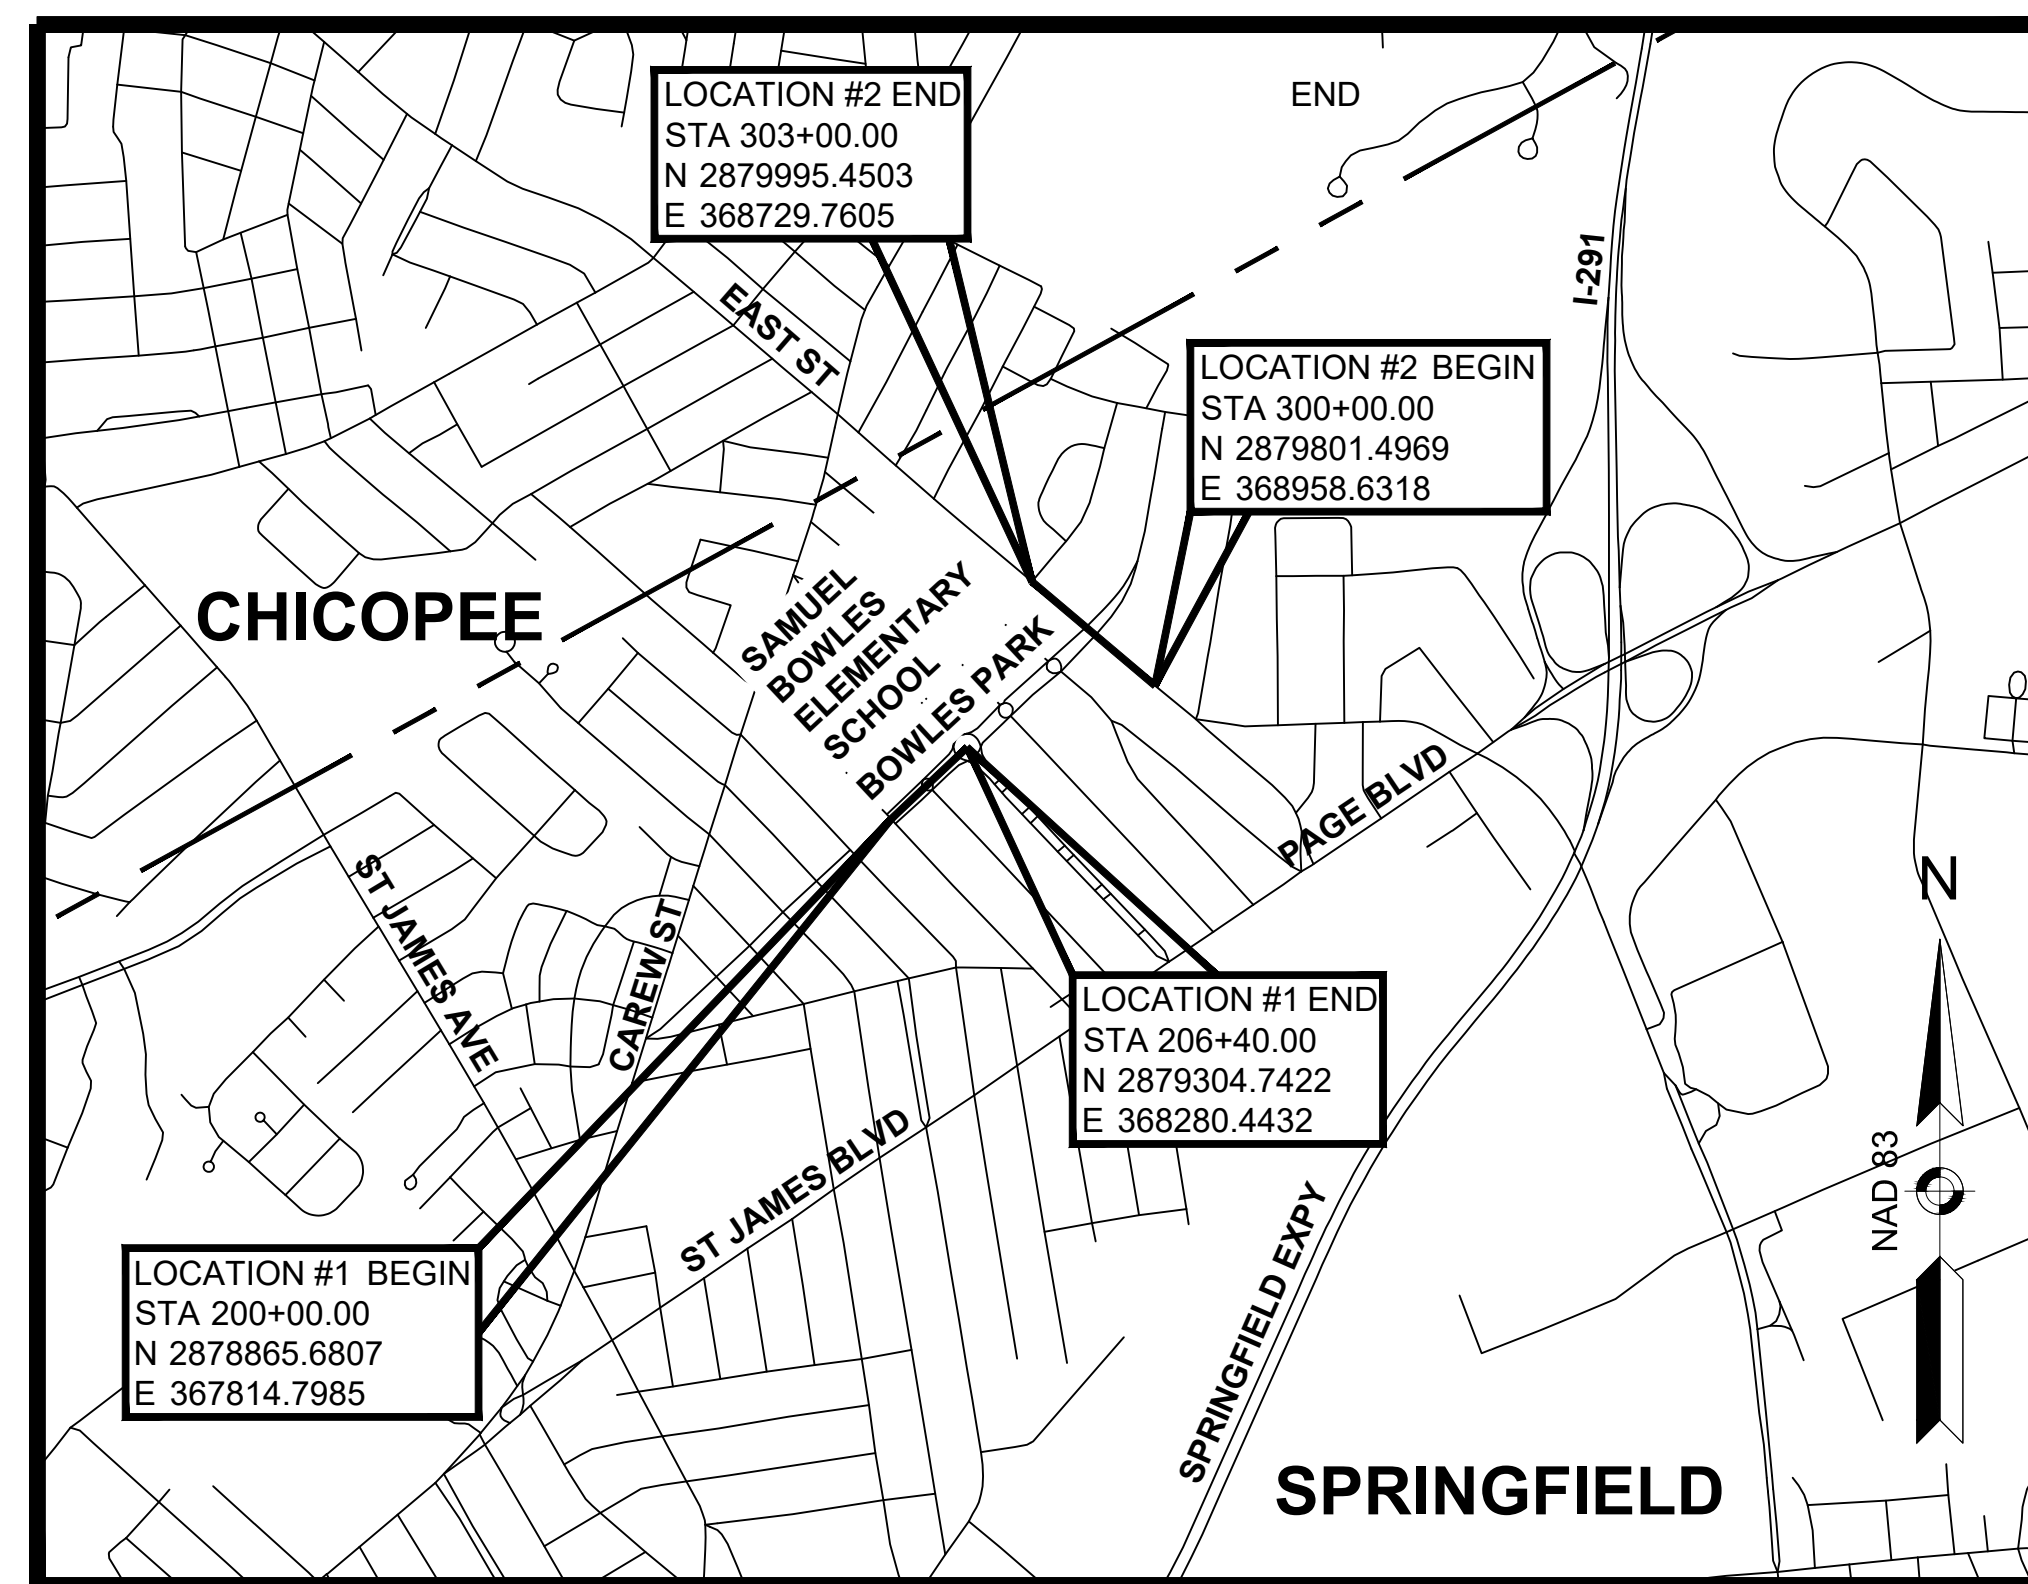 LOCATION #2 END
STA 303+00.00
N 2879995.4503
E 368729.7605
END
I-291
EAST ST
LOCATION #2 BEGIN
STA 300+00.00
N 2879801.4969
E 368958.6318
CHICOPEE
SAMUEL
BOWLES
ELEMENTARY
SCHOOL
BOWLES PARK
PAGE BLVD
ST JAMES AVE
CAREW ST
N
LOCATION #1 END
STA 206+40.00
N 2879304.7422
E 368280.4432
ST JAMES BLVD
NAD 83
SPRINGFIELD EXPY
LOCATION #1 BEGIN
STA 200+00.00
N 2878865.6807
E 367814.7985
SPRINGFIELD